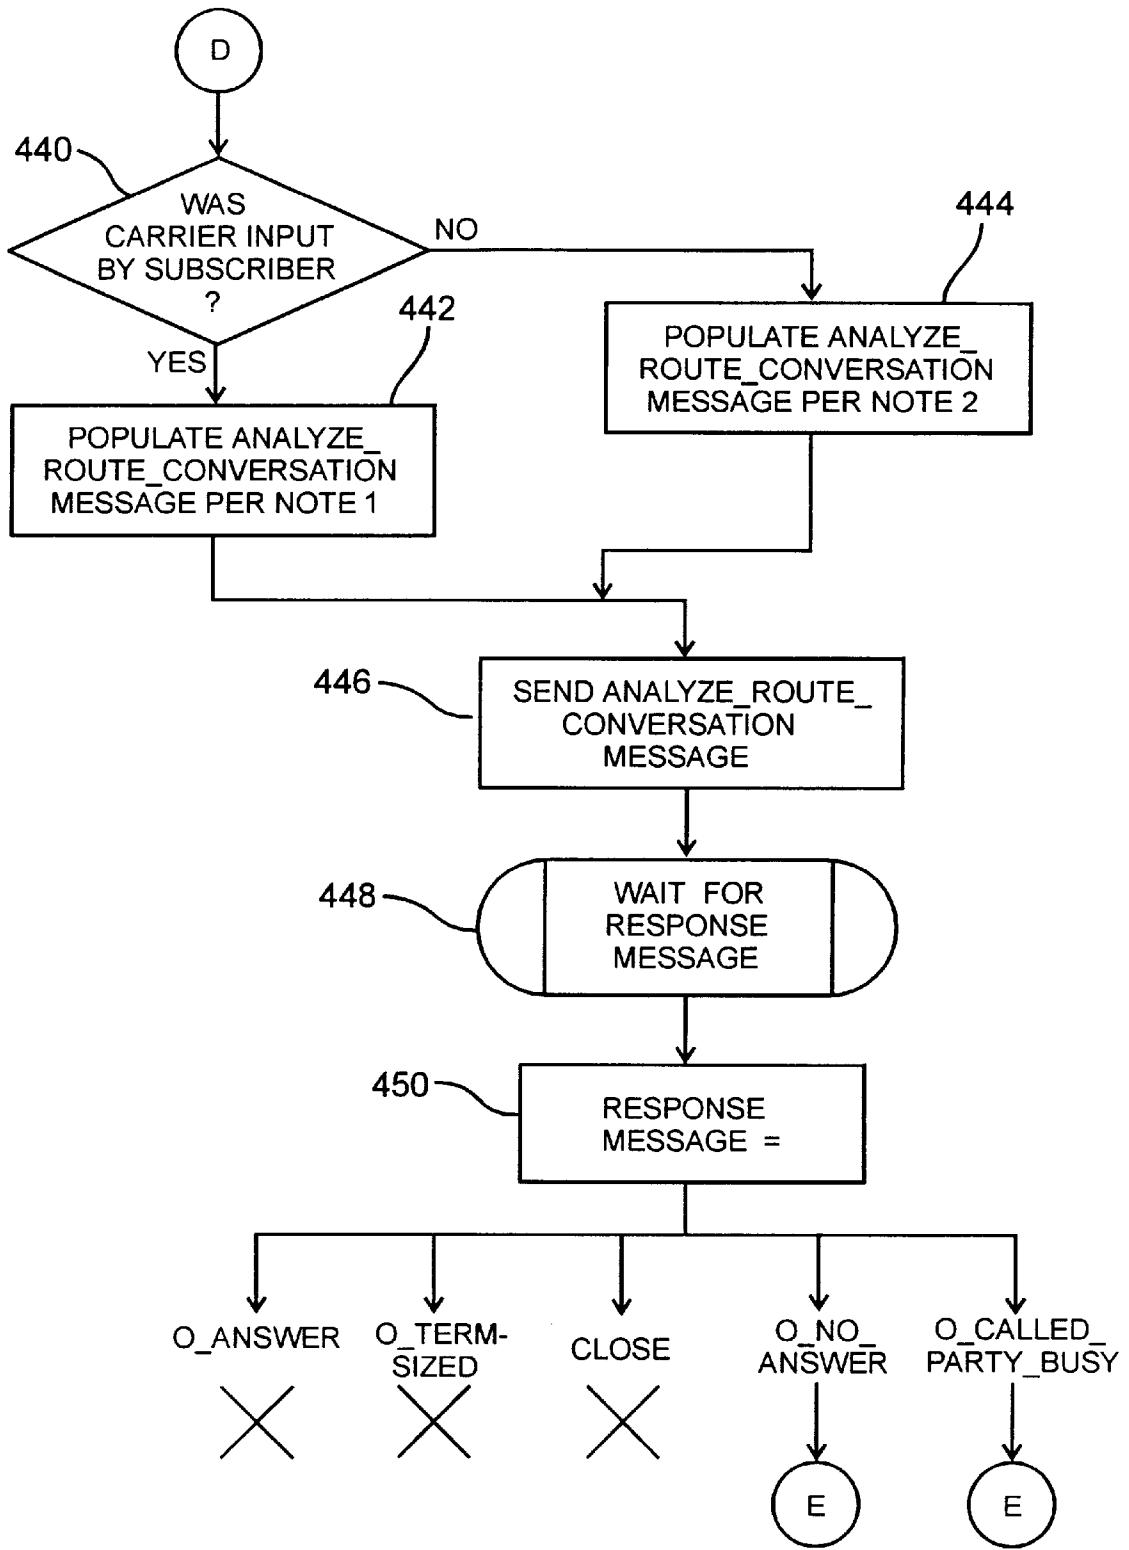 D
440
WAS
CARRIER INPUT
BY SUBSCRIBER
?
NO
YES
444
POPULATE ANALYZE_
ROUTE_CONVERSATION
MESSAGE PER NOTE 2
442
POPULATE ANALYZE_
ROUTE_CONVERSATION
MESSAGE PER NOTE 1
446
SEND ANALYZE_ROUTE_
CONVERSATION
MESSAGE
448
WAIT FOR
RESPONSE
MESSAGE
450
RESPONSE
MESSAGE =
O_ANSWER
O_TERM-
SIZED
CLOSE
O_NO_
ANSWER
O_CALLED_
PARTY_BUSY
E
E